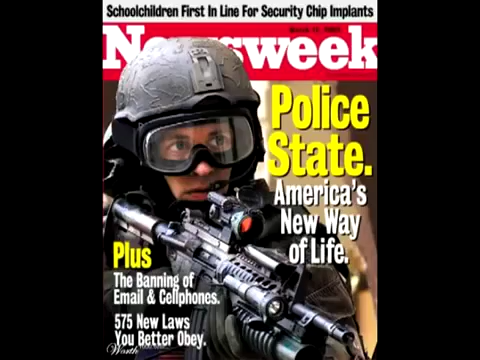 Schoolchildren First In Line For Security Chip Implants
Newsweek
Police
State.
America's
New Way
of Life.
Plus
The Banning of
Email & Cellphones.
575 New Laws
You Better Obey.
Worth